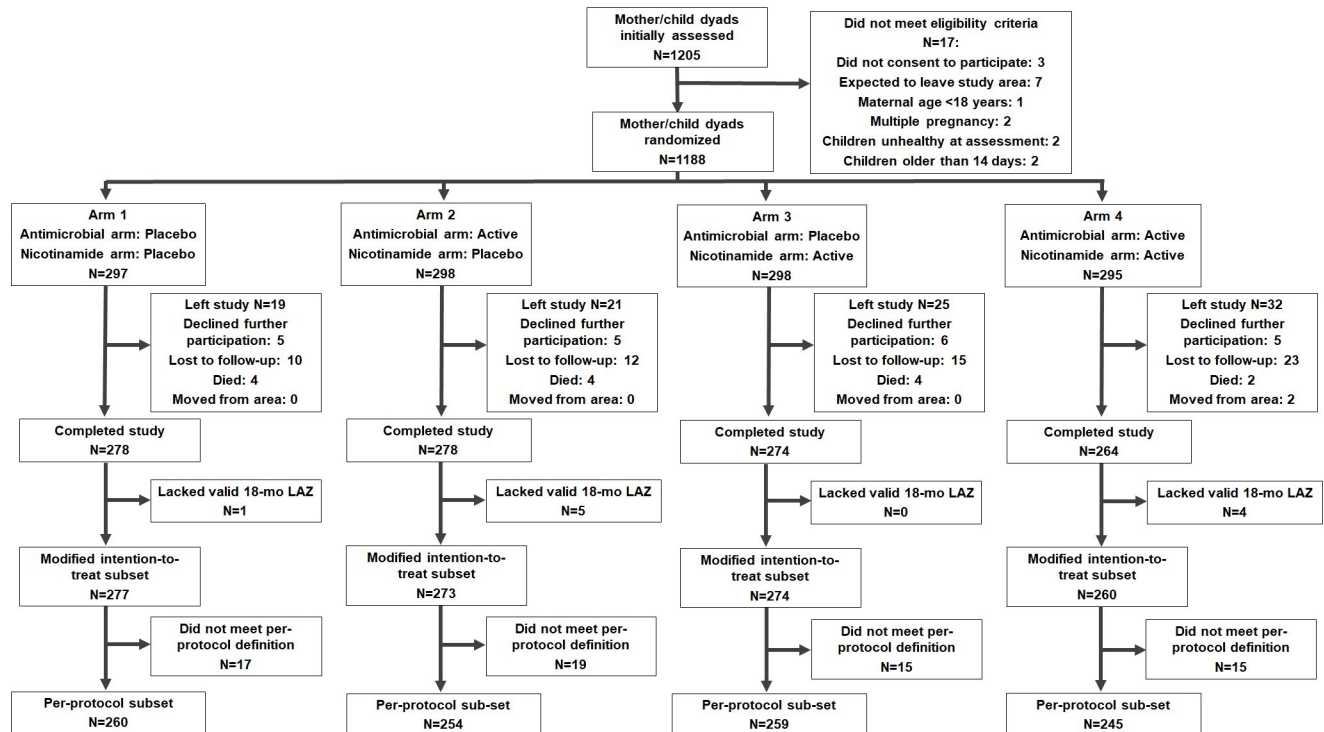 Mother/child dyads
initially assessed
N=1205
Did not meet eligibility criteria
N=17:
Did not consent to participate: 3
Expected to leave study area: 7
Maternal age <18 years: 1
Multiple pregnancy: 2
Children unhealthy at assessment: 2
Children older than 14 days: 2
Mother/child dyads
randomized
N=1188
Arm 1
Antimicrobial arm: Placebo
Nicotinamide arm: Placebo
N=297
Arm 2
Antimicrobial arm: Active
Nicotinamide arm: Placebo
N=298
Arm 3
Antimicrobial arm: Placebo
Nicotinamide arm: Active
N=298
Arm 4
Antimicrobial arm: Active
Nicotinamide arm: Active
N=295
Left study N=19
Declined further
participation: 5
Lost to follow-up: 10
Died: 4
Moved from area: 0
Left study N=21
Declined further
participation: 5
Lost to follow-up: 12
Died: 4
Moved from area: 0
Left study N=25
Declined further
participation: 6
Lost to follow-up: 15
Died: 4
Moved from area: 0
Left study N=32
Declined further
participation: 5
Lost to follow-up: 23
Died: 2
Moved from area: 2
Completed study
N=278
Completed study
N=278
Completed study
N=274
Completed study
N=264
Lacked valid 18-mo LAZ
N=1
Lacked valid 18-mo LAZ
N=5
Lacked valid 18-mo LAZ
N=0
Lacked valid 18-mo LAZ
N=4
Modified intention-to-
treat subset
N=277
Modified intention-to-
treat subset
N=273
Modified intention-to-
treat subset
N=274
Modified intention-to-
treat subset
N=260
Did not meet per-
protocol definition
N=17
Did not meet per-
protocol definition
N=19
Did not meet per-
protocol definition
N=15
Did not meet per-
protocol definition
N=15
Per-protocol subset
N=260
Per-protocol sub-set
N=254
Per-protocol sub-set
N=259
Per-protocol sub-set
N=245